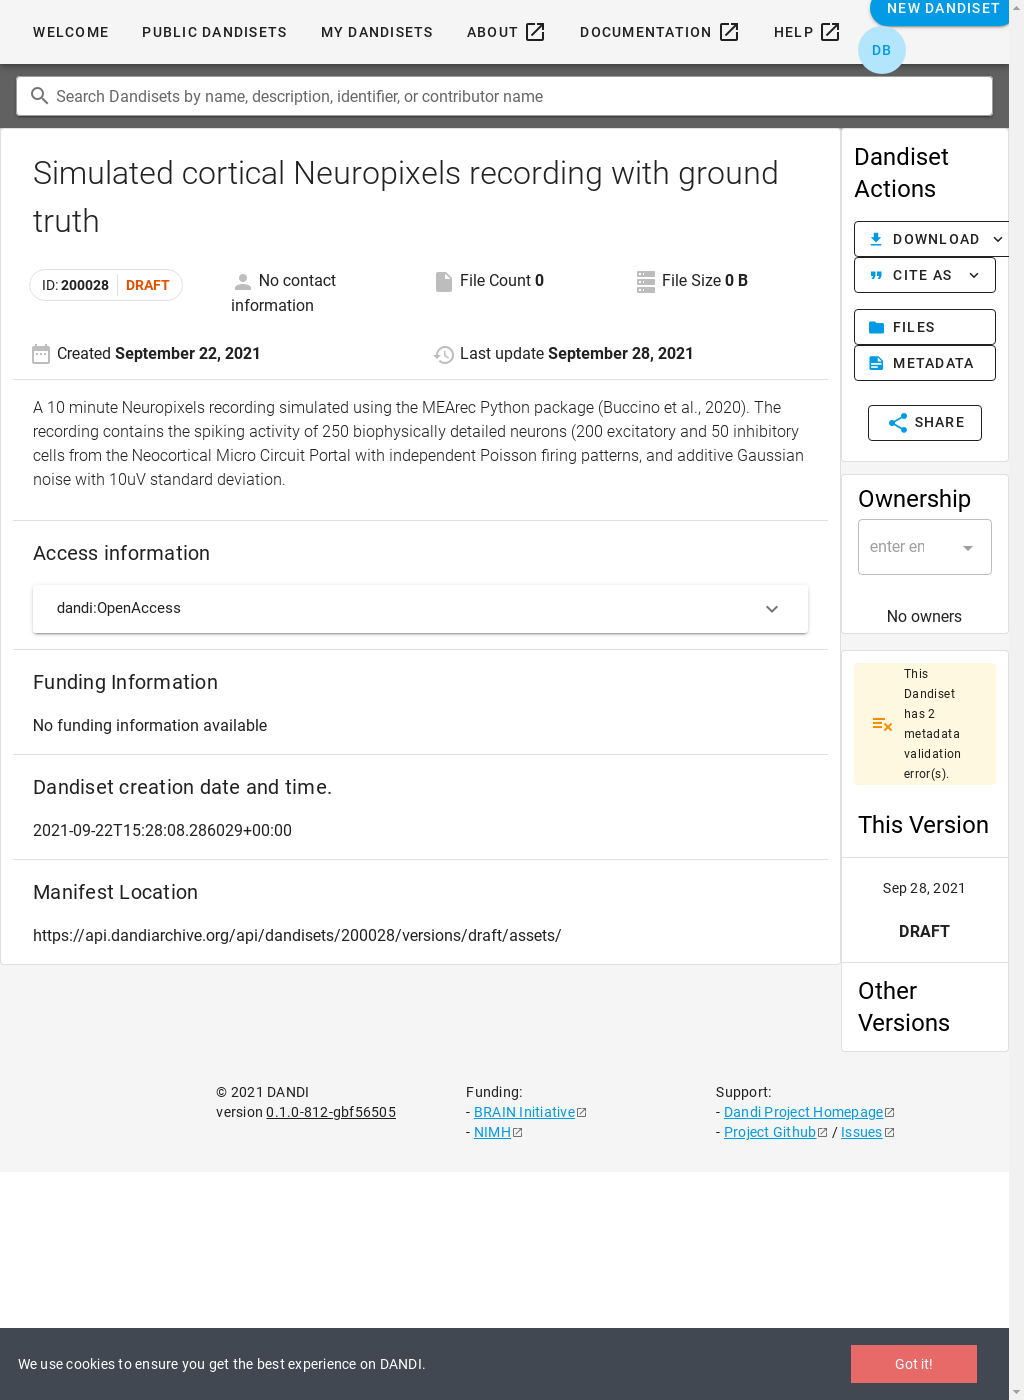 NEW DANDISET
WELCOME PUBLIC DANDISETS MY DANDISETS ABOUT DOCUMENTATION HELP
DB
Search Dandisets by name, description, identifier, or contributor name
Simulated cortical Neuropixels recording with ground
truth
ID: 200028 DRAFT
No contact
information
File Count 0
File Size 0 B
Created September 22, 2021
Last update September 28, 2021
A 10 minute Neuropixels recording simulated using the MEArec Python package (Buccino et al., 2020). The
recording contains the spiking activity of 250 biophysically detailed neurons (200 excitatory and 50 inhibitory
cells from the Neocortical Micro Circuit Portal with independent Poisson firing patterns, and additive Gaussian
noise with 10uV standard deviation.
Access information
dandi:OpenAccess
Funding Information
No funding information available
Dandiset creation date and time.
2021-09-22T15:28:08.286029+00:00
Manifest Location
https://api.dandiarchive.org/api/dandisets/200028/versions/draft/assets/
Dandiset
Actions
DOWNLOAD
CITE AS
FILES
METADATA
SHARE
Ownership
enter en
No owners
This
Dandiset
has 2
metadata
validation
error(s).
This Version
Sep 28, 2021
DRAFT
Other
Versions
© 2021 DANDI
version 0.1.0-812-gbf56505
Funding:
- BRAIN Initiative
- NIMH
Support:
- Dandi Project Homepage
- Project Github / Issues
We use cookies to ensure you get the best experience on DANDI.
Got it!